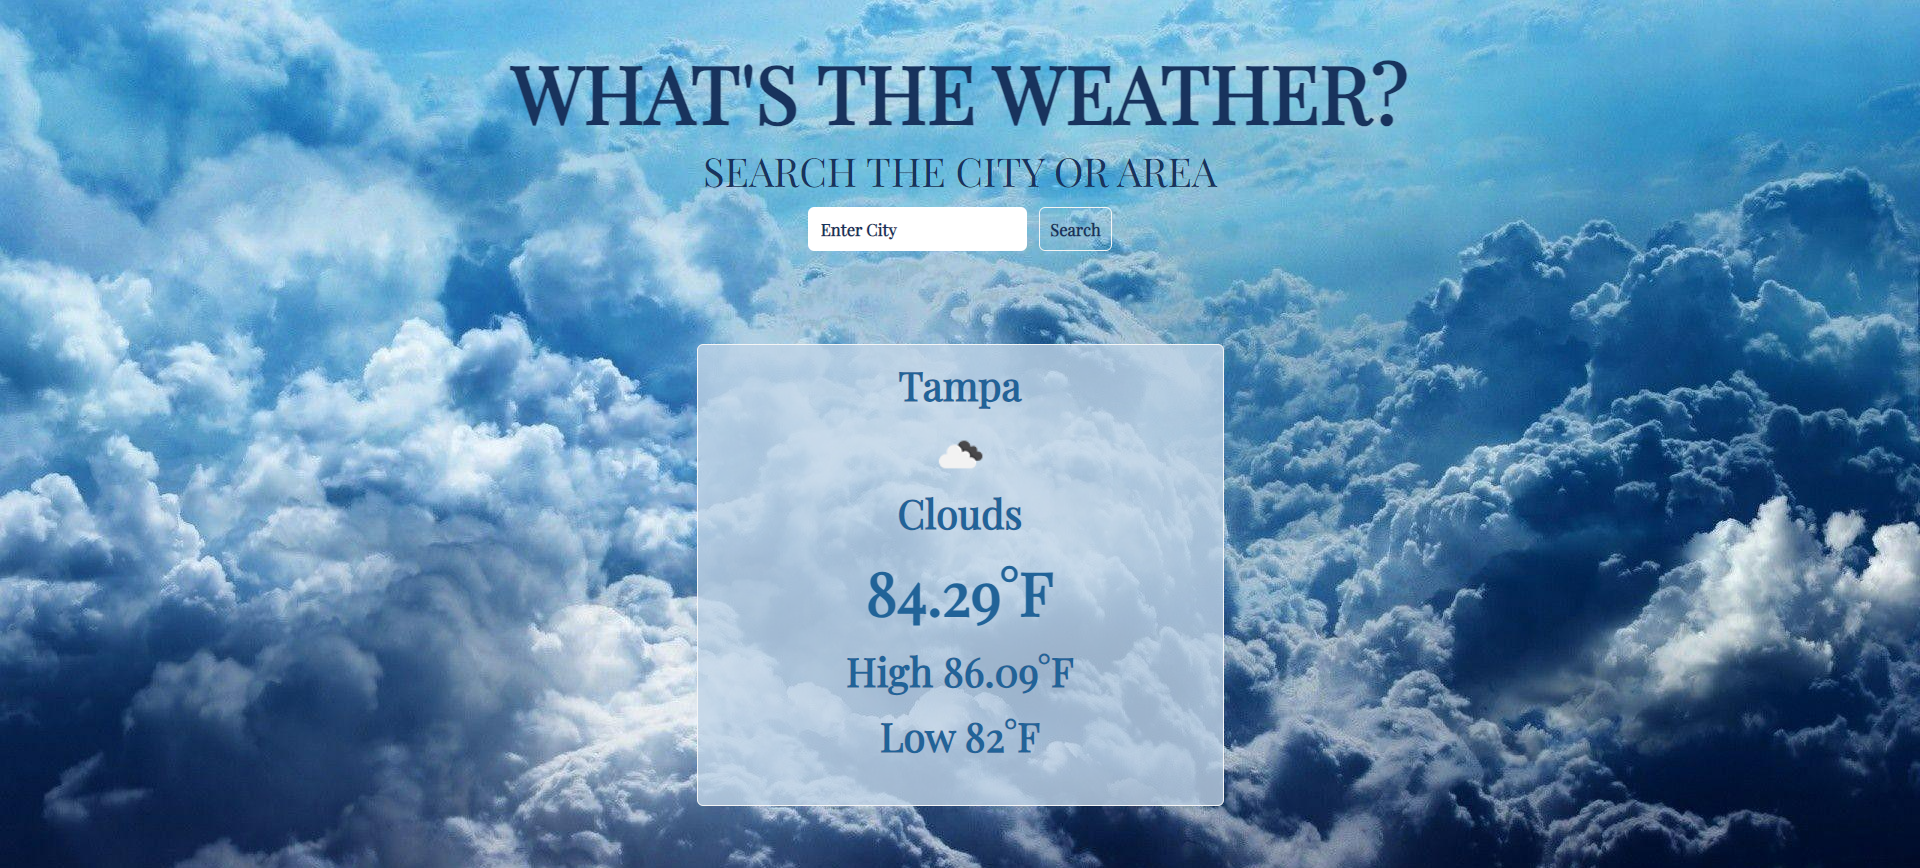 WHAT'S THE WEATHER?
SEARCH THE CITY OR AREA
Enter City
Search
Tampa
Clouds
84.29°F
High 86.09°F
Low 82°F